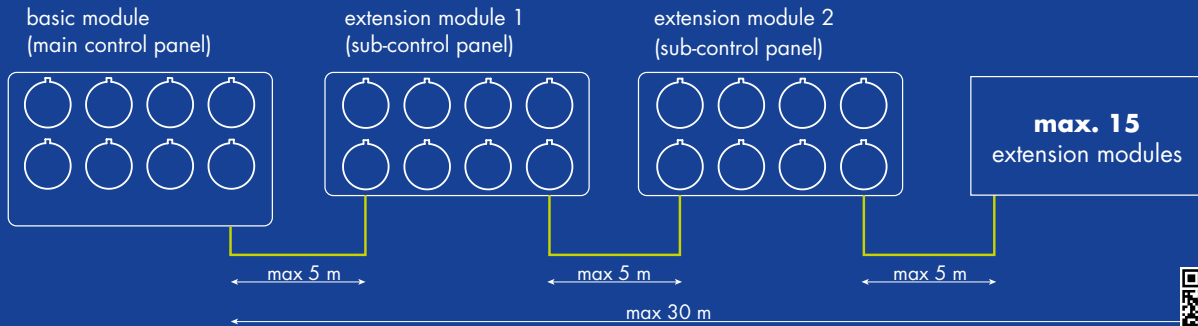 basic module
(main control panel)
extension module 1
(sub-control panel)
extension module 2
(sub-control panel)
max. 15
extension modules
max 5 m
max 5 m
max 5 m
max 30 m